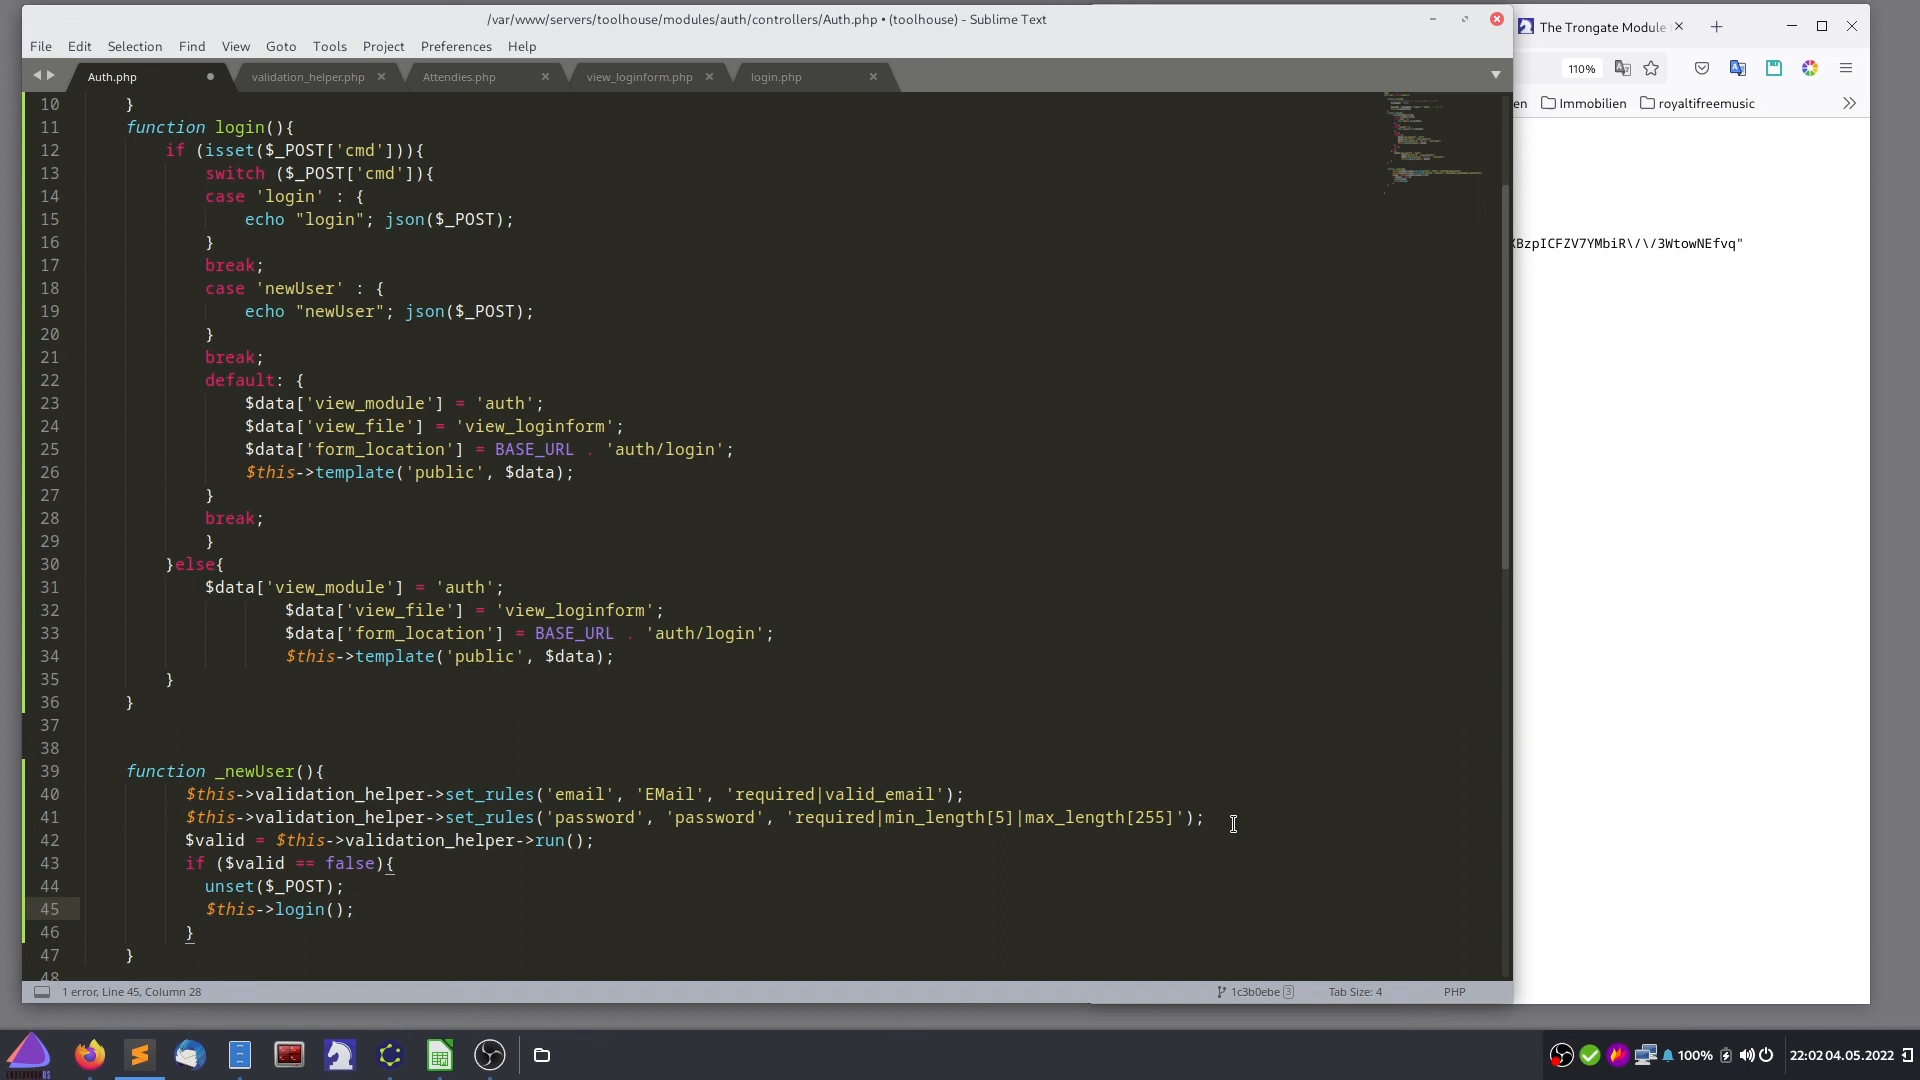 /var/www/servers/toolhouse/modules/auth/controllers/Auth.php • (toolhouse) - Sublime Text
File Edit Selection Find View Goto Tools Project Preferences Help
Auth.php validation_helper.php Attendies.php view_loginform.php login.php
10 }
11 function login(){
12 if (isset($_POST['cmd'])){
13 switch ($_POST['cmd']){
14 case 'login' : {
15 echo "login"; json($_POST);
16 }
17 break;
18 case 'newUser' : {
19 echo "newUser"; json($_POST);
20 }
21 break;
22 default: {
23 $data['view_module'] = 'auth';
24 $data['view_file'] = 'view_loginform';
25 $data['form_location'] = BASE_URL . 'auth/login';
26 $this->template('public', $data);
27 }
28 break;
29 }
30 }else{
31 $data['view_module'] = 'auth';
32 $data['view_file'] = 'view_loginform';
33 $data['form_location'] = BASE_URL . 'auth/login';
34 $this->template('public', $data);
35 }
36 }
37
38
39 function _newUser(){
40 $this->validation_helper->set_rules('email', 'EMail', 'required|valid_email');
41 $this->validation_helper->set_rules('password', 'password', 'required|min_length[5]|max_length[255]');
42 $valid = $this->validation_helper->run();
43 if ($valid == false){
44 unset($_POST);
45 $this->login();
46 }
47 }
48
1 error, Line 45, Column 28 1c3b0ebe 3 Tab Size: 4 PHP
The Trongate Module
110%
en Immobilien royaltifreemusic
XBzpICFZV7YMbiR\/\/3WtowNEfvq"
100% 22:02 04.05.2022